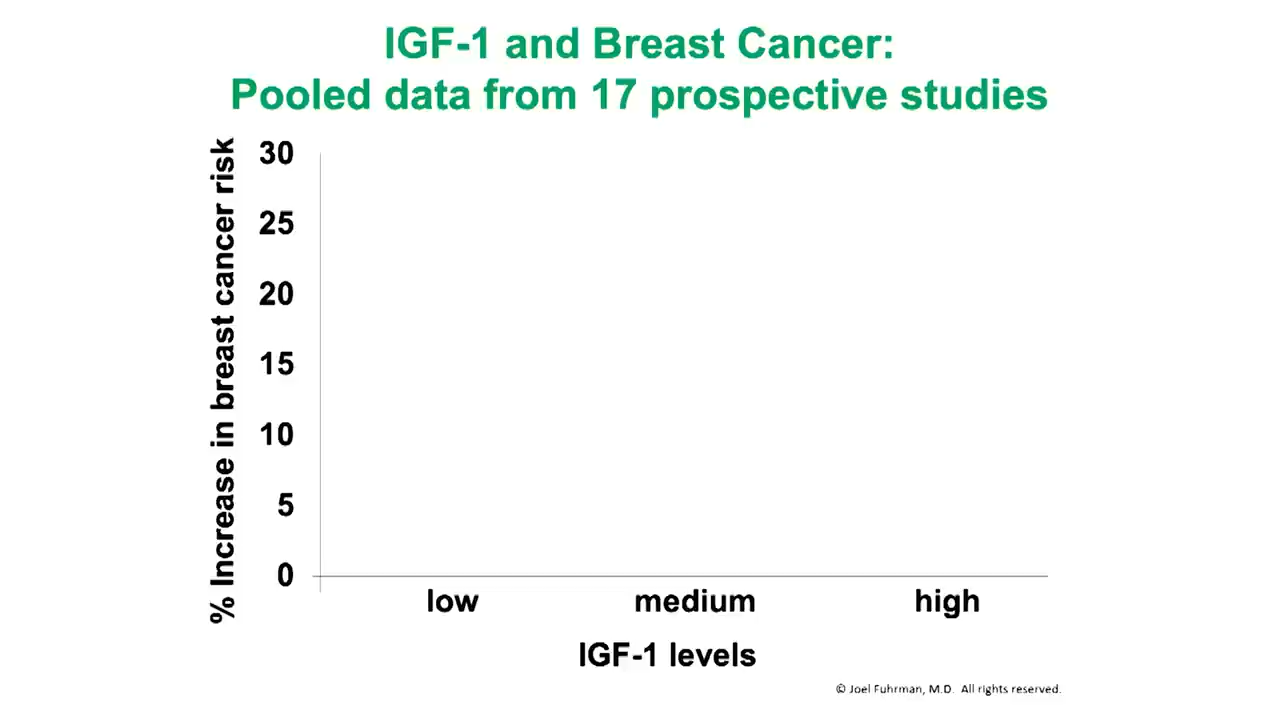 IGF-1 and Breast Cancer:
Pooled data from 17 prospective studies
% Increase in breast cancer risk
30
25
20
15
10
5
0
low medium high
IGF-1 levels
© Joel Fuhrman, M.D. All rights reserved.